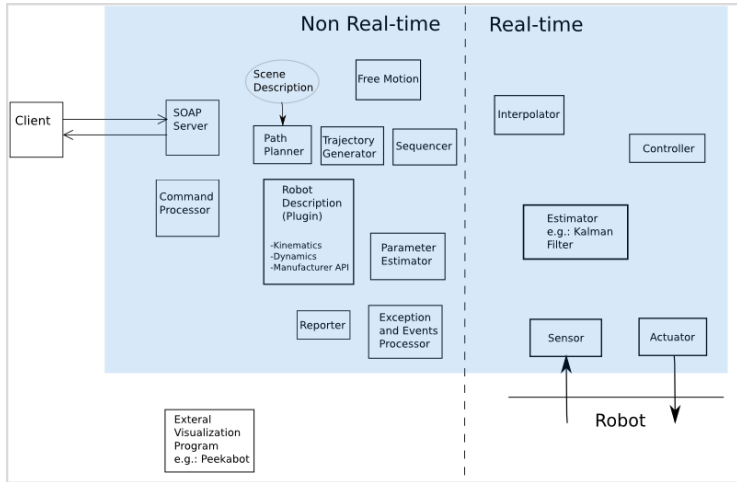 Non Real-time
Real-time
Scene
Description
Free Motion
Client
SOAP
Server
Interpolator
Path
Planner
Trajectory
Generator
Sequencer
Controller
Command
Processor
Robot
Description
(Plugin)
-Kinematics
-Dynamics
-Manufacturer API
Parameter
Estimator
Estimator
e.g.: Kalman
Filter
Reporter
Exception
and Events
Processor
Sensor
Actuator
Robot
Exteral
Visualization
Program
e.g.: Peekabot